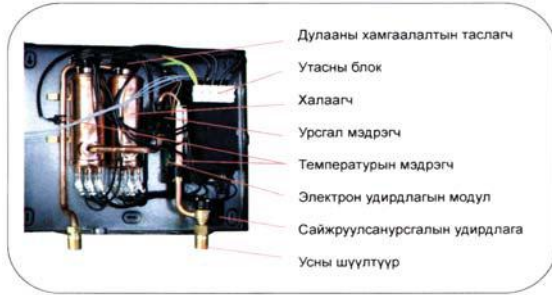 Дулааны хамгаалалтын таслагч
Утасны блок
Халаагч
Урсгал мэдрэгч
Температурын мэдрэгч
Электрон удирдлагын модул
Сайжруулсанурсгалын удирдлага
Усны шүүлтүүр